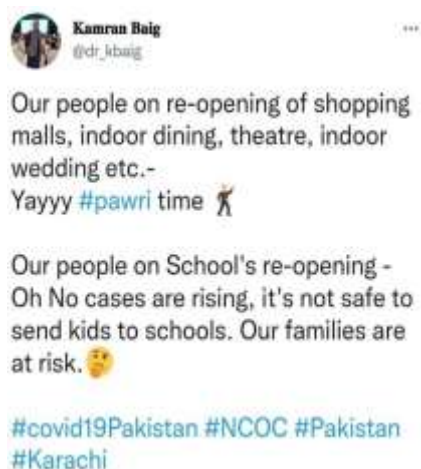 Kamran Baig
@dr_kbaig
Our people on re-opening of shopping
malls, indoor dining, theatre, indoor
wedding etc.-
Yayyy #pawri time 🕺
Our people on School's re-opening -
Oh No cases are rising, it's not safe to
send kids to schools. Our families are
at risk.🤔
#covid19Pakistan #NCOC #Pakistan
#Karachi